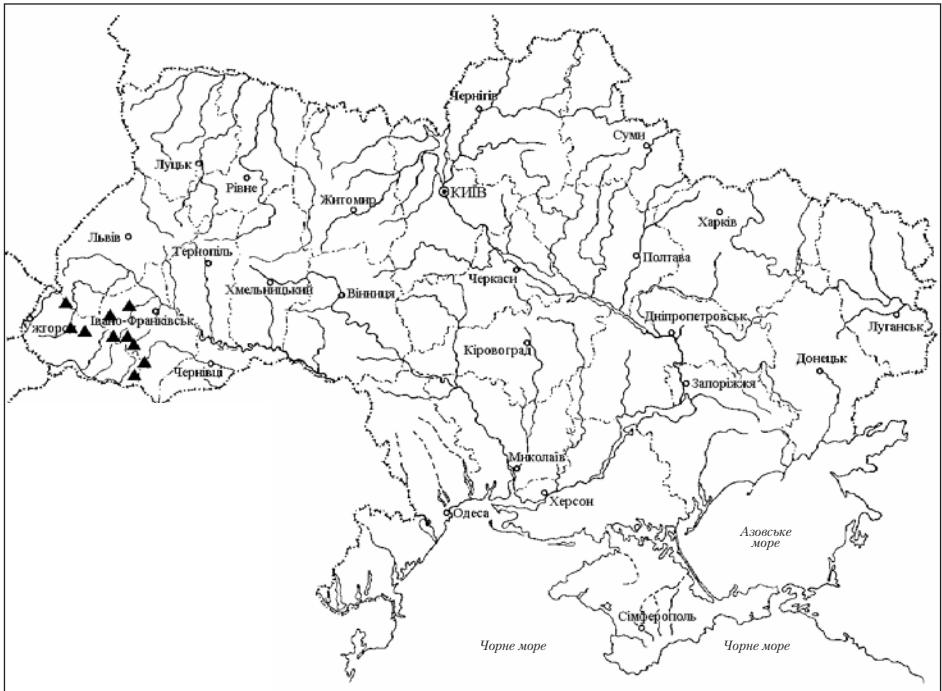 Чернігів
Суми
Луцьк
Рівне
КИЇВ
Житомир
Харків
Львів
Тернопіль
Полтава
Черкаси
Хмельницький
Вінниця
Ужгород
Івано-Франківськ
Дніпропетровськ
Луганськ
Кіровоград
Донецьк
Чернівці
Запоріжжя
Миколаїв
Херсон
Одеса
Азовське
море
Сімферополь
Чорне море
Чорне море